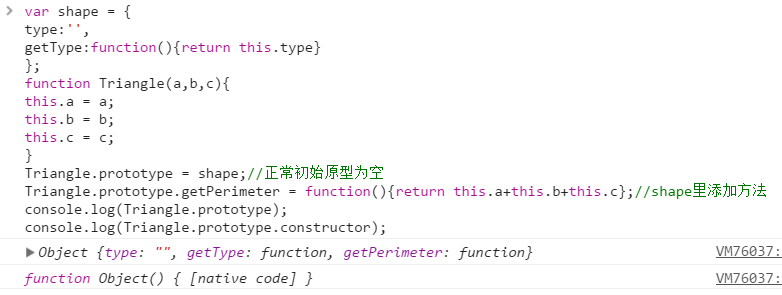 var shape = {
type:'',
getType:function(){return this.type}
};
function Triangle(a,b,c){
this.a = a;
this.b = b;
this.c = c;
}
Triangle.prototype = shape;//正常初始原型为空
Triangle.prototype.getPerimeter = function(){return this.a+this.b+this.c};//shape里添加方法
console.log(Triangle.prototype);
console.log(Triangle.prototype.constructor);
Object {type: "", getType: function, getPerimeter: function} VM76037:
function Object() { [native code] } VM76037: